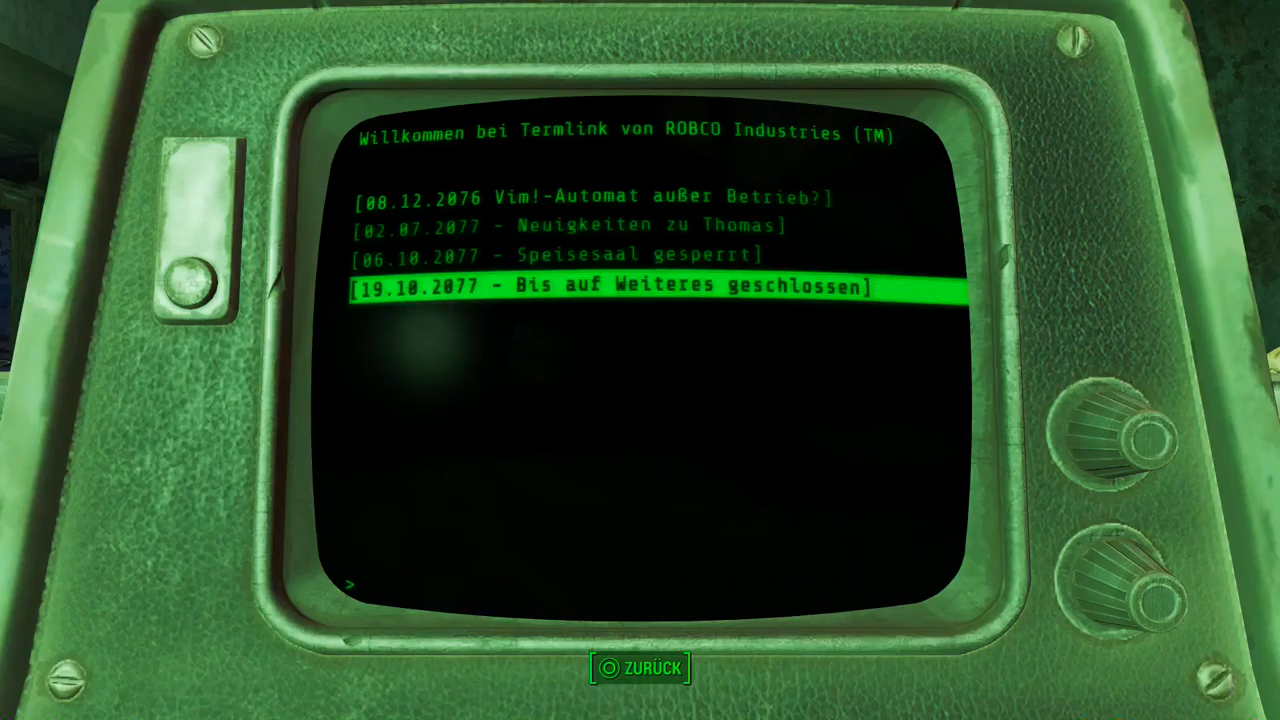 Willkommen bei Termlink von ROBCO Industries (TM)
[08.12.2076 Vim!-Automat außer Betrieb?]
[02.07.2077 - Neuigkeiten zu Thomas]
[06.10.2077 - Speisesaal gesperrt]
[19.10.2077 - Bis auf Weiteres geschlossen]
>
ZURÜCK